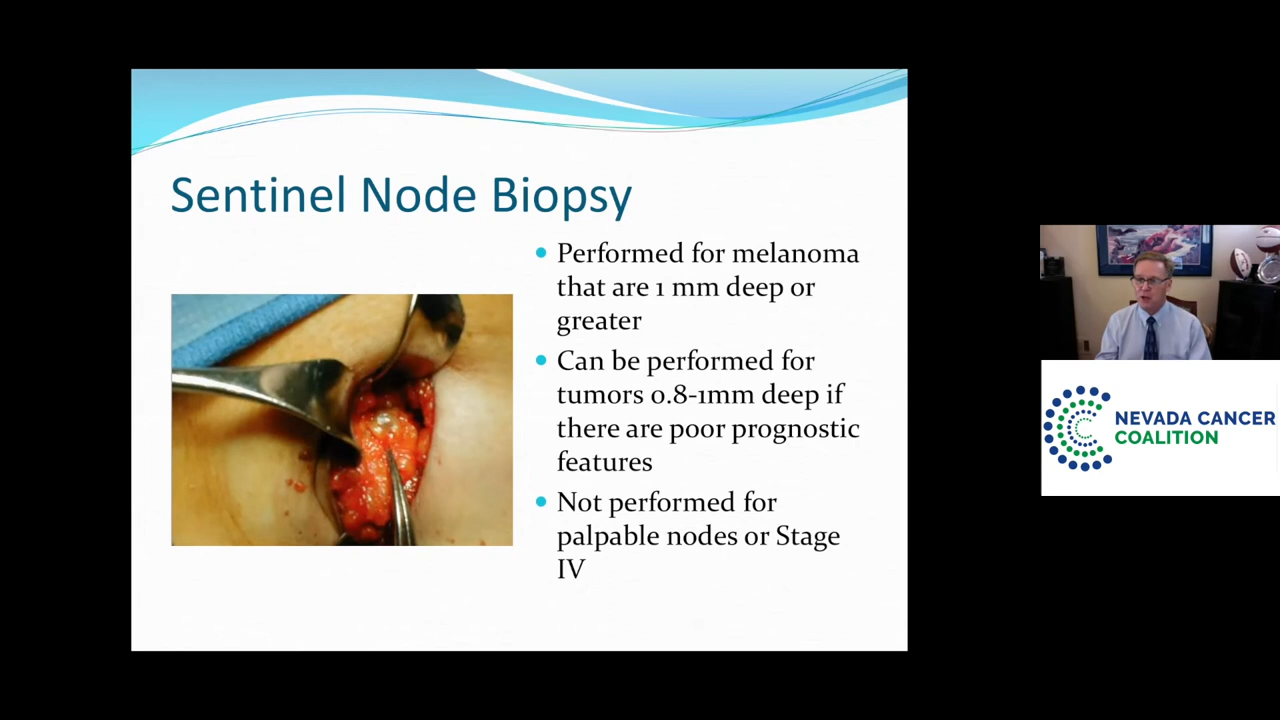 Sentinel Node Biopsy
Performed for melanoma
that are 1 mm deep or
greater
Can be performed for
tumors 0.8-1mm deep if
there are poor prognostic
features
Not performed for
palpable nodes or Stage
IV
NEVADA CANCER
COALITION